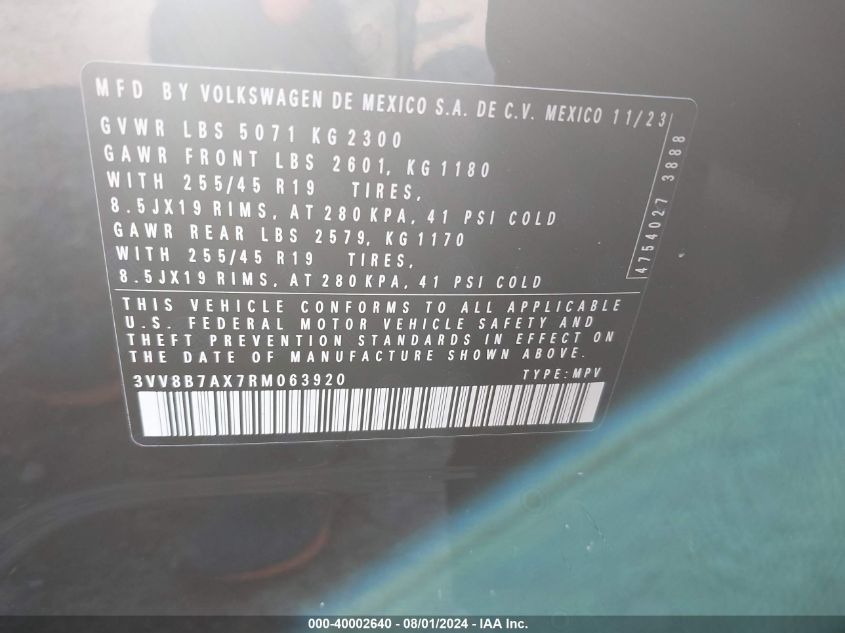 MFD BY VOLKSWAGEN DE MEXICO S.A. DE C.V. MEXICO 11/23
GVWR LBS 5071 KG 2300
GAWR FRONT LBS 2601, KG 1180
WITH 255/45 R19 TIRES,
8.5JX19 RIMS, AT 280 KPA, 41 PSI COLD
GAWR REAR LBS 2579, KG 1170
WITH 255/45 R19 TIRES,
8.5JX19 RIMS, AT 280 KPA, 41 PSI COLD
4754027 3888
THIS VEHICLE CONFORMS TO ALL APPLICABLE
U.S. FEDERAL MOTOR VEHICLE SAFETY AND
THEFT PREVENTION STANDARDS IN EFFECT ON
THE DATE OF MANUFACTURE SHOWN ABOVE.
3VV8B7AX7RM063920 TYPE: MPV
000-40002640 - 08/01/2024 - IAA Inc.